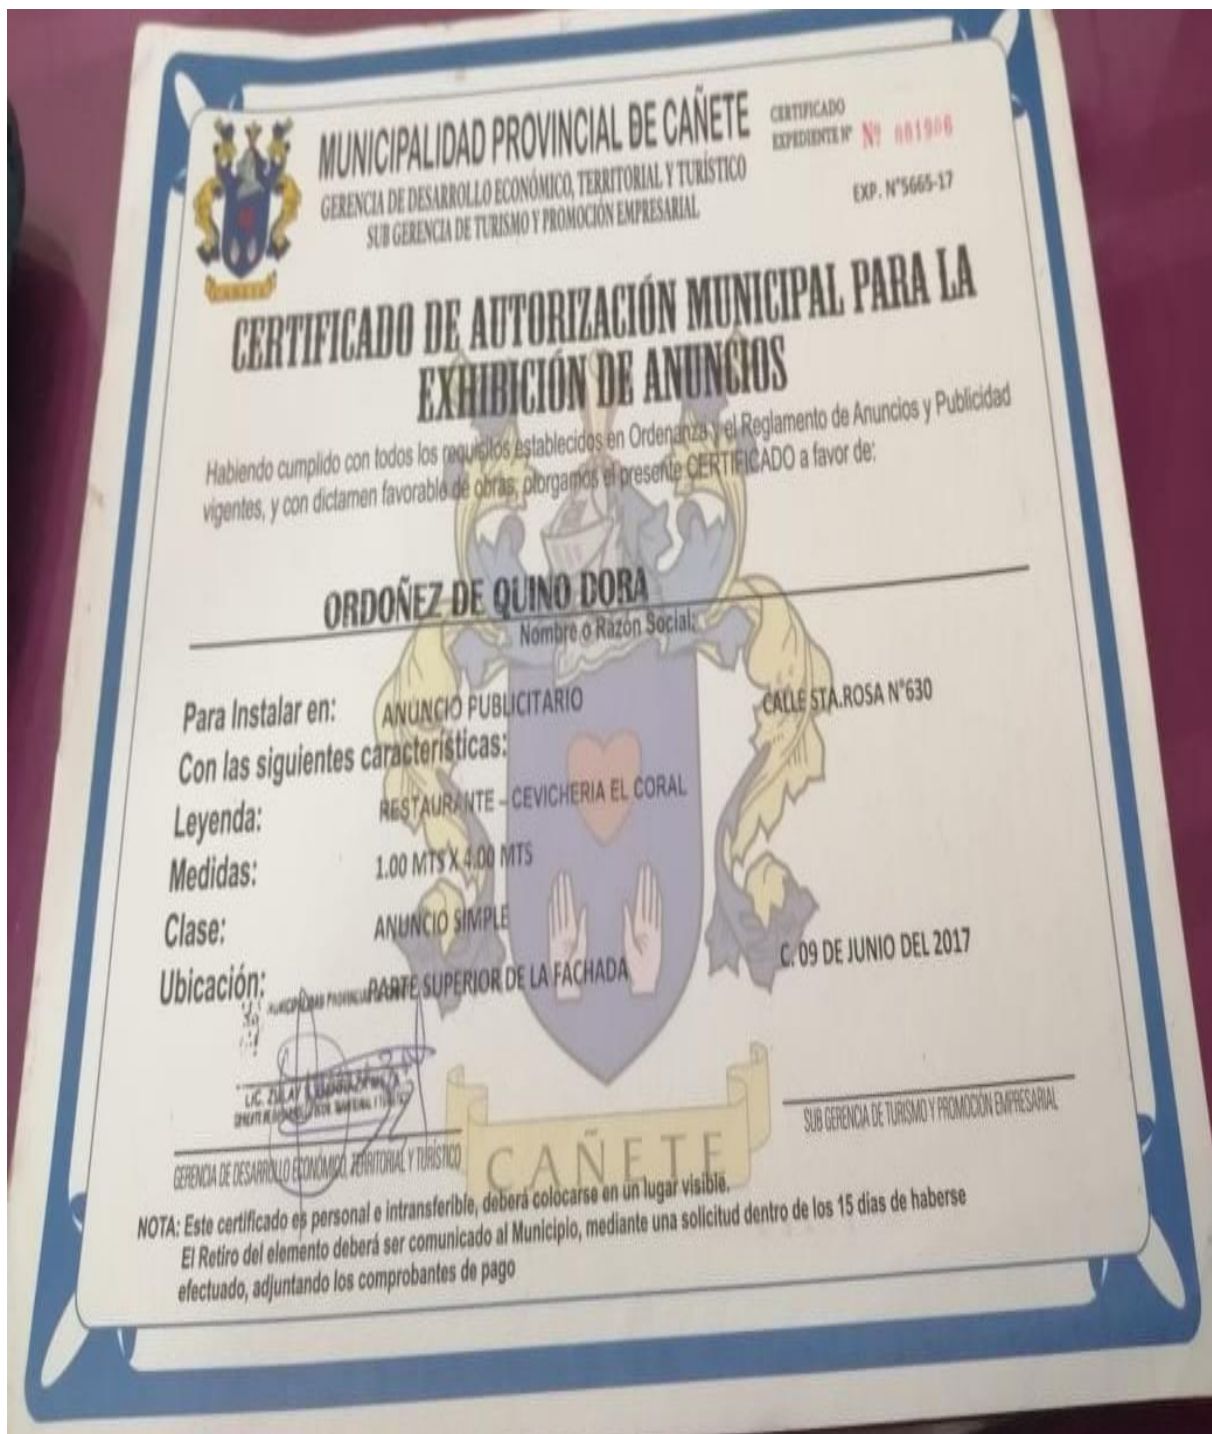 MUNICIPALIDAD PROVINCIAL DE CAÑETE
GERENCIA DE DESARROLLO ECONÓMICO, TERRITORIAL Y TURÍSTICO
SUB GERENCIA DE TURISMO Y PROMOCIÓN EMPRESARIAL
CERTIFICADO
EXPEDIENTE N° Nº 001906
EXP. N°5665-17
CERTIFICADO DE AUTORIZACIÓN MUNICIPAL PARA LA
EXHIBICIÓN DE ANUNCIOS
Habiendo cumplido con todos los requisitos establecidos en Ordenanza y el Reglamento de Anuncios y Publicidad
vigentes, y con dictamen favorable de obras, otorgamos el presente CERTIFICADO a favor de:
ORDOÑEZ DE QUINO DORA
Nombre o Razón Social:
Para Instalar en: ANUNCIO PUBLICITARIO CALLE STA.ROSA N°630
Con las siguientes características:
Leyenda: RESTAURANTE – CEVICHERIA EL CORAL
Medidas: 1.00 MTS X 4.00 MTS
Clase: ANUNCIO SIMPLE
Ubicación: PARTE SUPERIOR DE LA FACHADA
C. 09 DE JUNIO DEL 2017
MUNICIPALIDAD
LIC.
GERENCIA DE DESARROLLO ECONÓMICO, TERRITORIAL Y TURÍSTICO
SUB GERENCIA DE TURISMO Y PROMOCIÓN EMPRESARIAL
CAÑETE
NOTA: Este certificado es personal e intransferible, deberá colocarse en un lugar visible.
El Retiro del elemento deberá ser comunicado al Municipio, mediante una solicitud dentro de los 15 dias de haberse
efectuado, adjuntando los comprobantes de pago